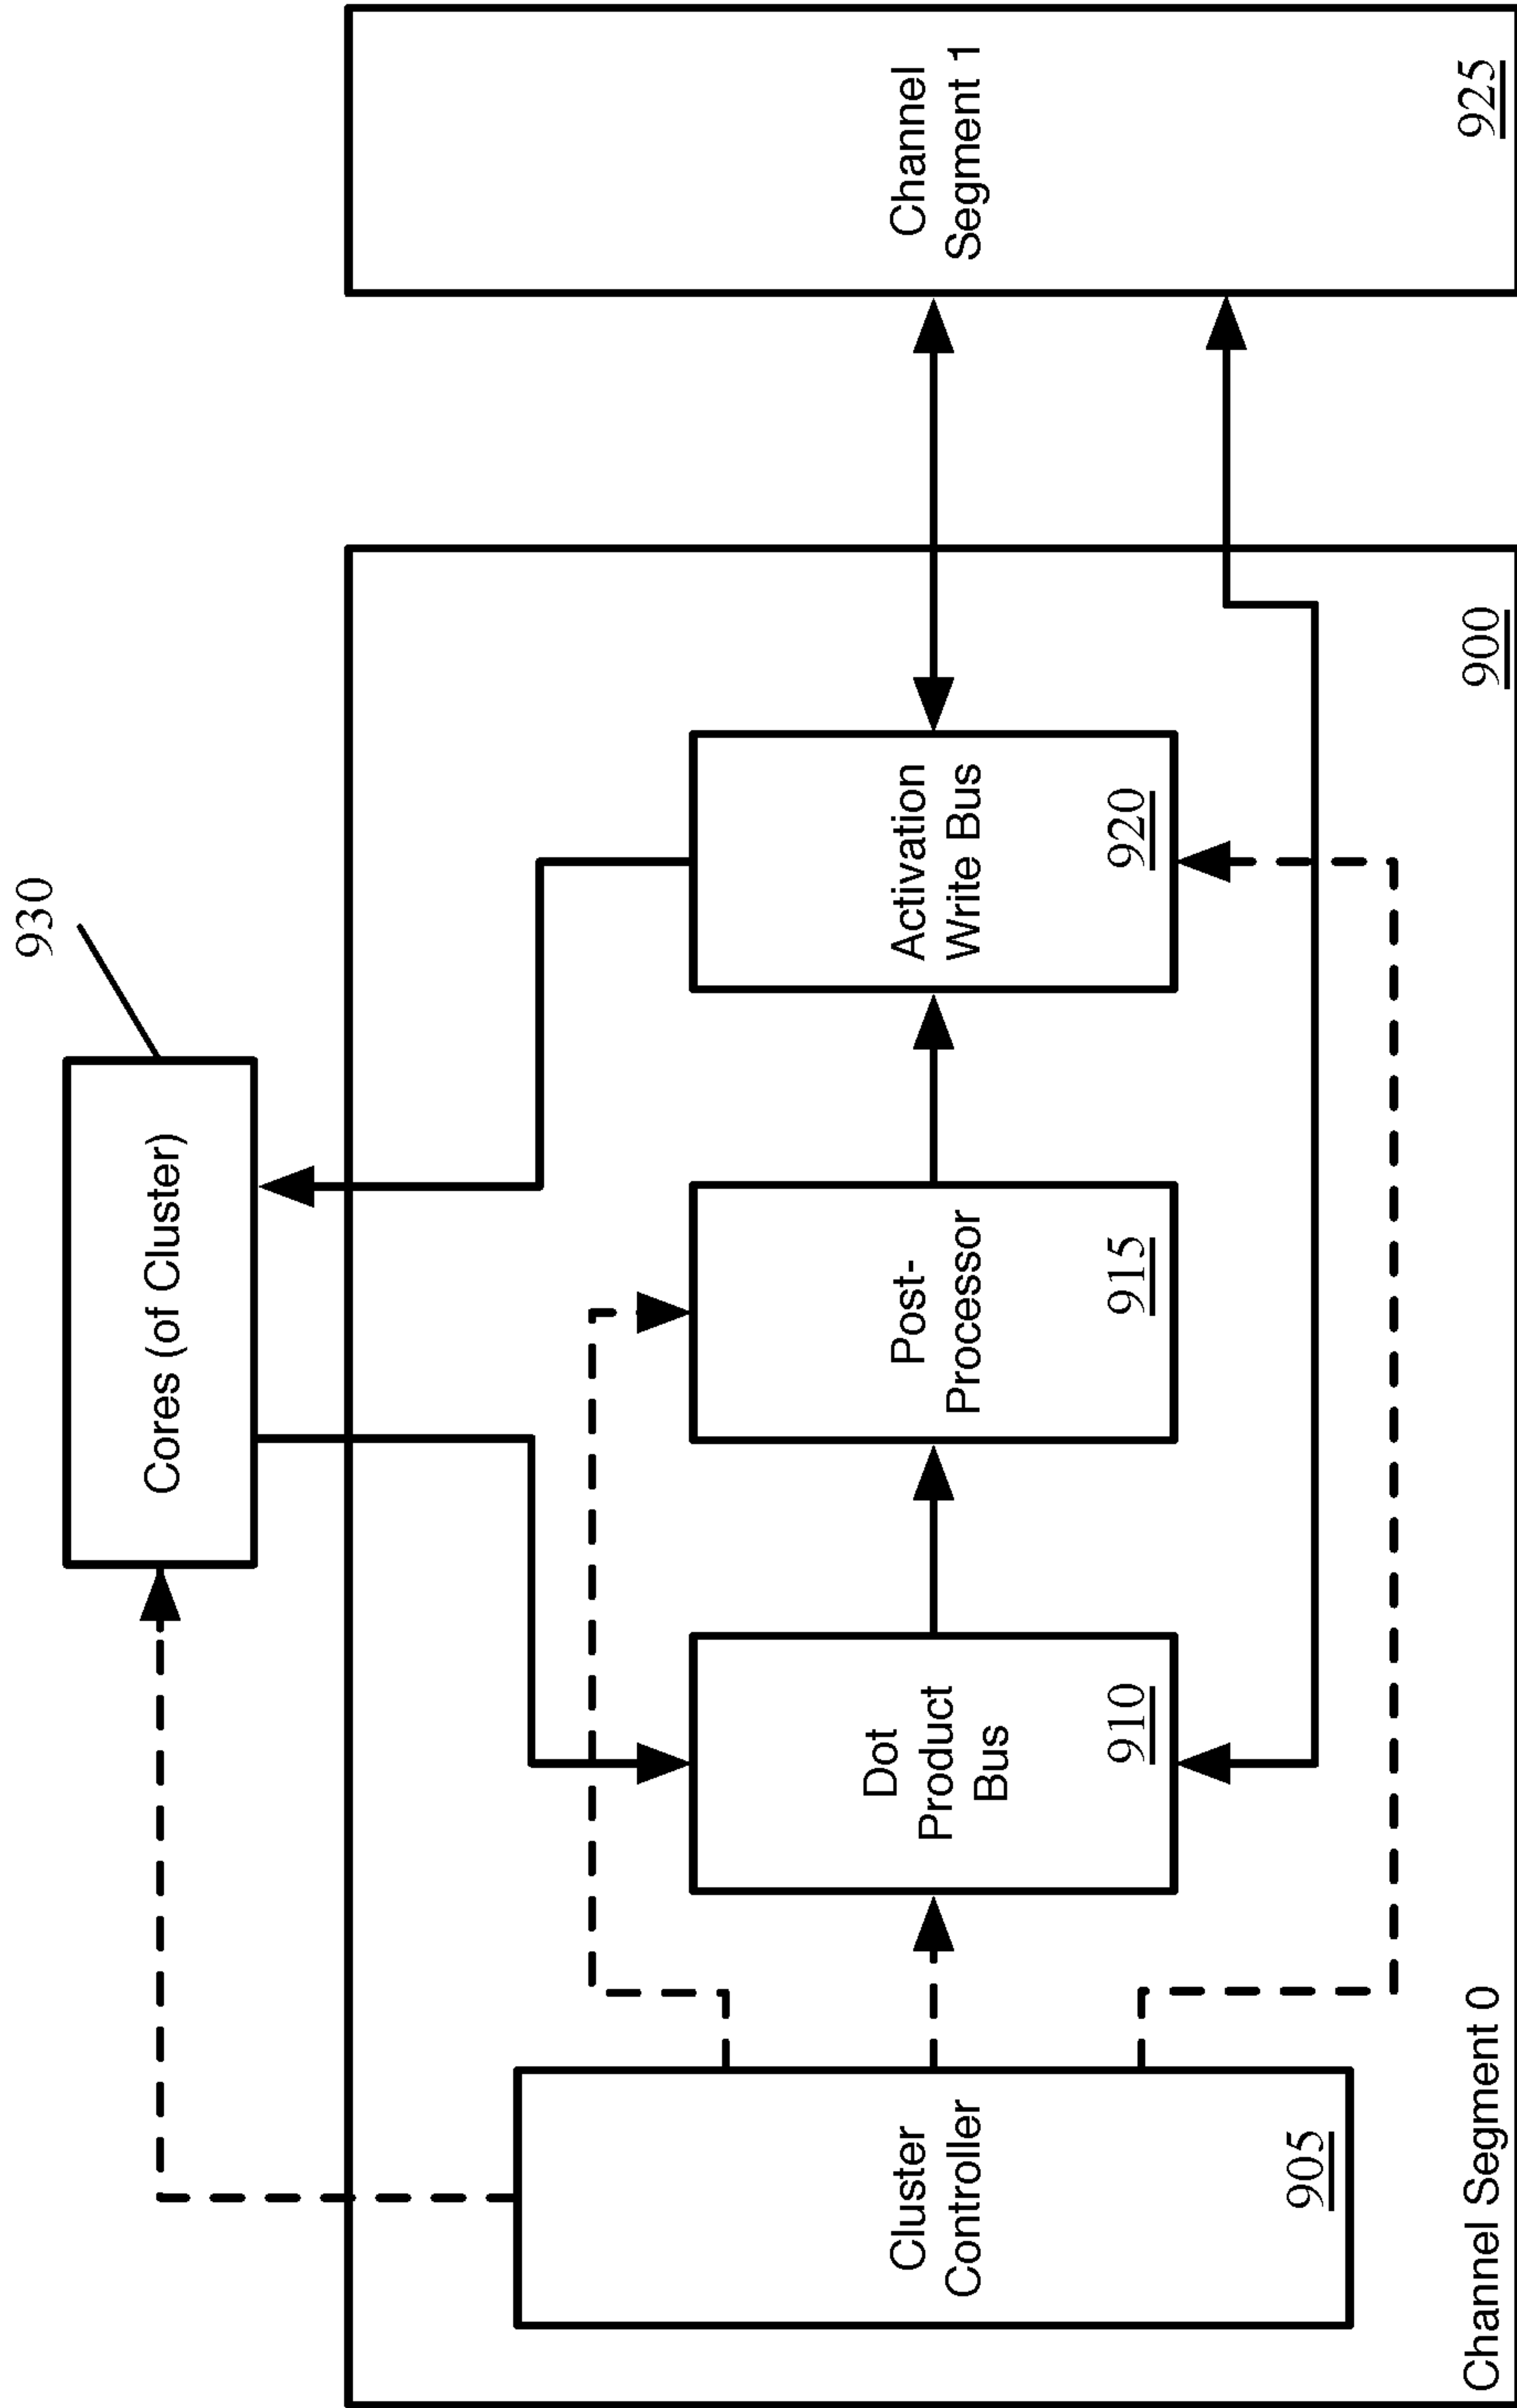 930
Cores (of Cluster)
Cluster
Controller
905
Dot
Product
Bus
910
Post-
Processor
915
Activation
Write Bus
920
Channel
Segment 1
925
Channel Segment 0
900